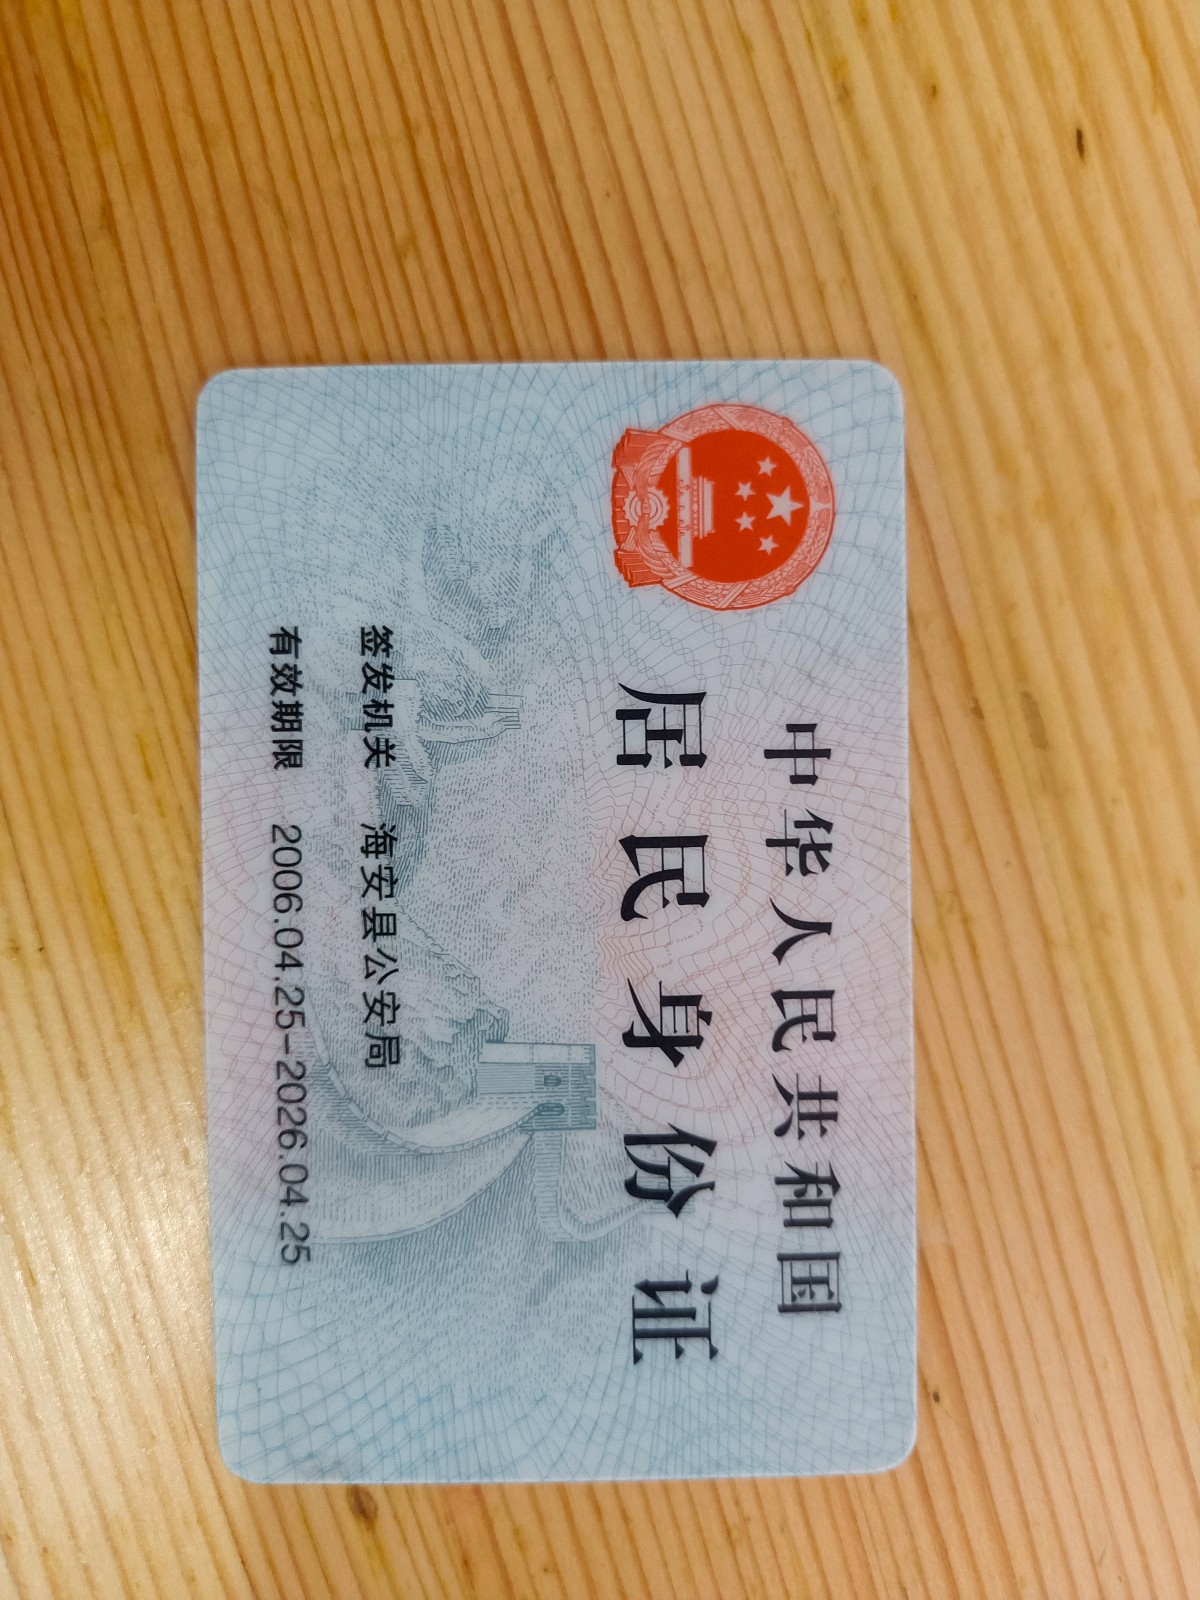 中华人民共和国
居民身份证
签发机关 海安县公安局
有效期限 2006.04.25-2026.04.25